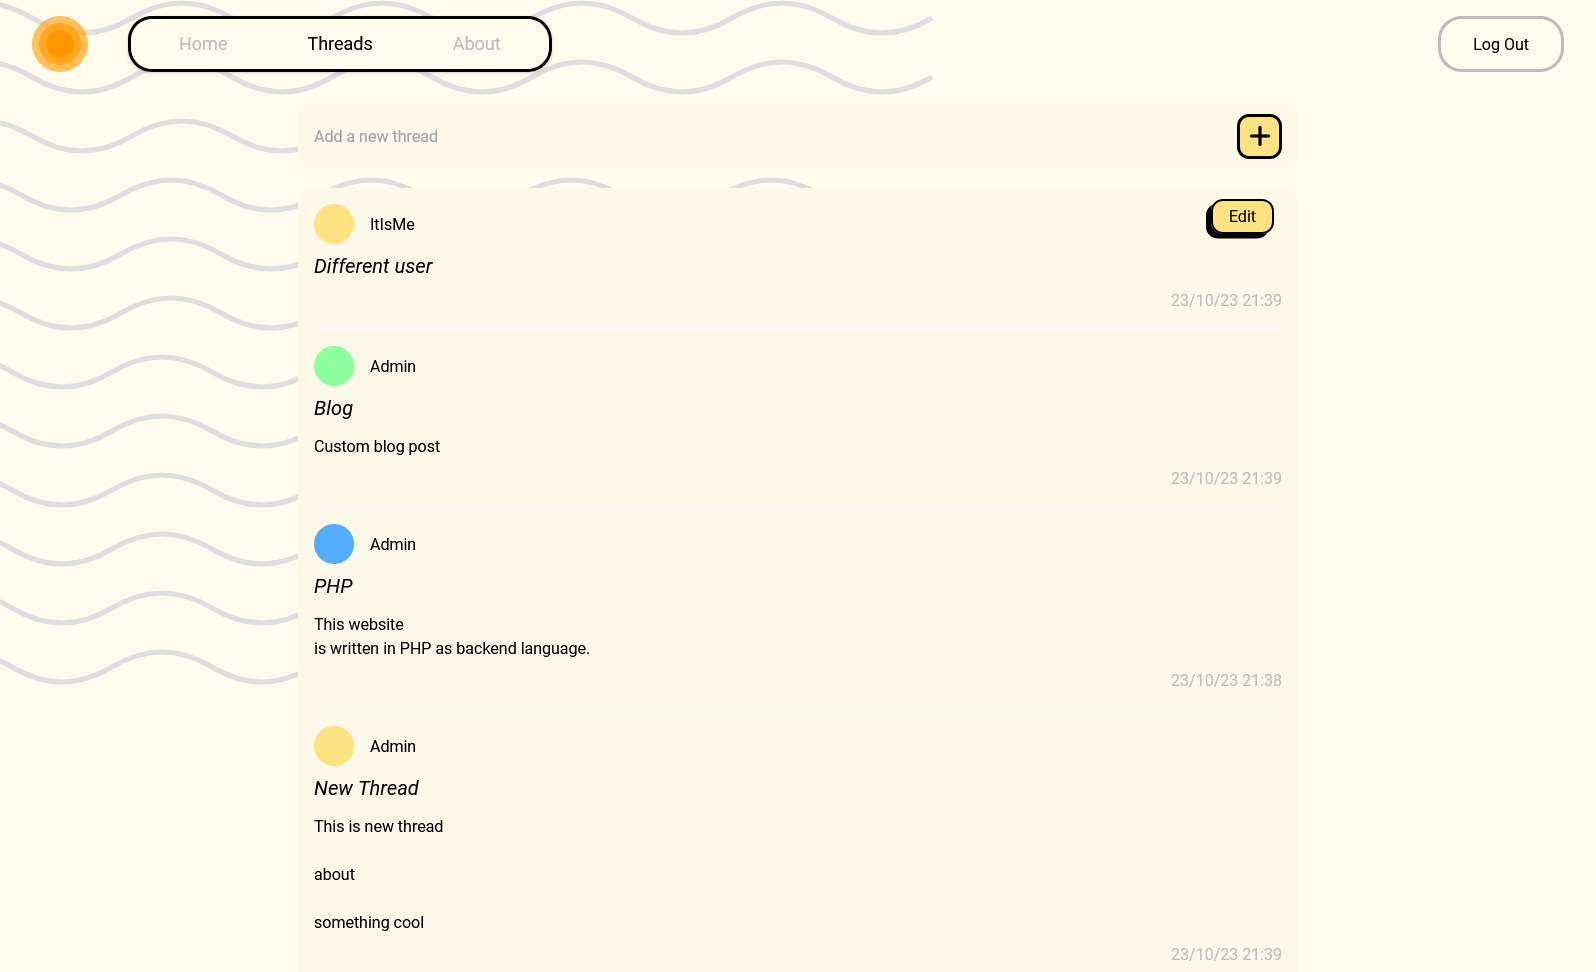 Home
Threads
About
Log Out
Add a new thread
ItIsMe
Edit
Different user
23/10/23 21:39
Admin
Blog
Custom blog post
23/10/23 21:39
Admin
PHP
This website
is written in PHP as backend language.
23/10/23 21:38
Admin
New Thread
This is new thread
about
something cool
23/10/23 21:39